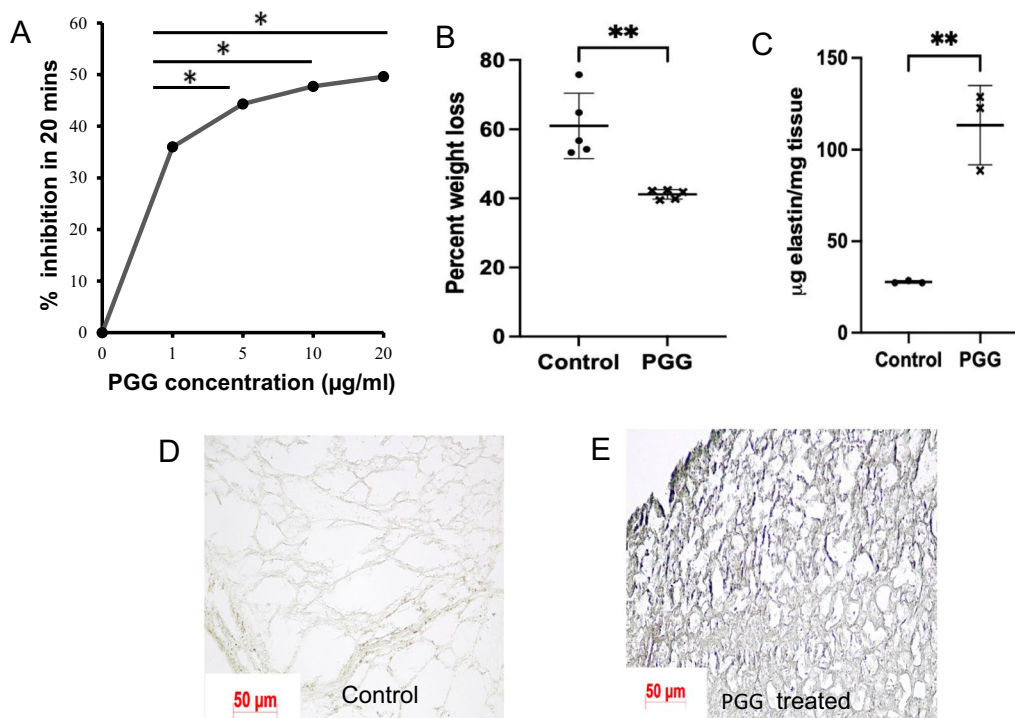 A
% inhibition in 20 mins
60
50
40
30
20
10
0
*
*
*
0 1 5 10 20
PGG concentration (µg/ml)
B
Percent weight loss
80
60
40
20
0
**
Control PGG
C
µg elastin/mg tissue
150
100
50
0
**
Control PGG
D
50 µm
Control
E
50 µm
PGG treated